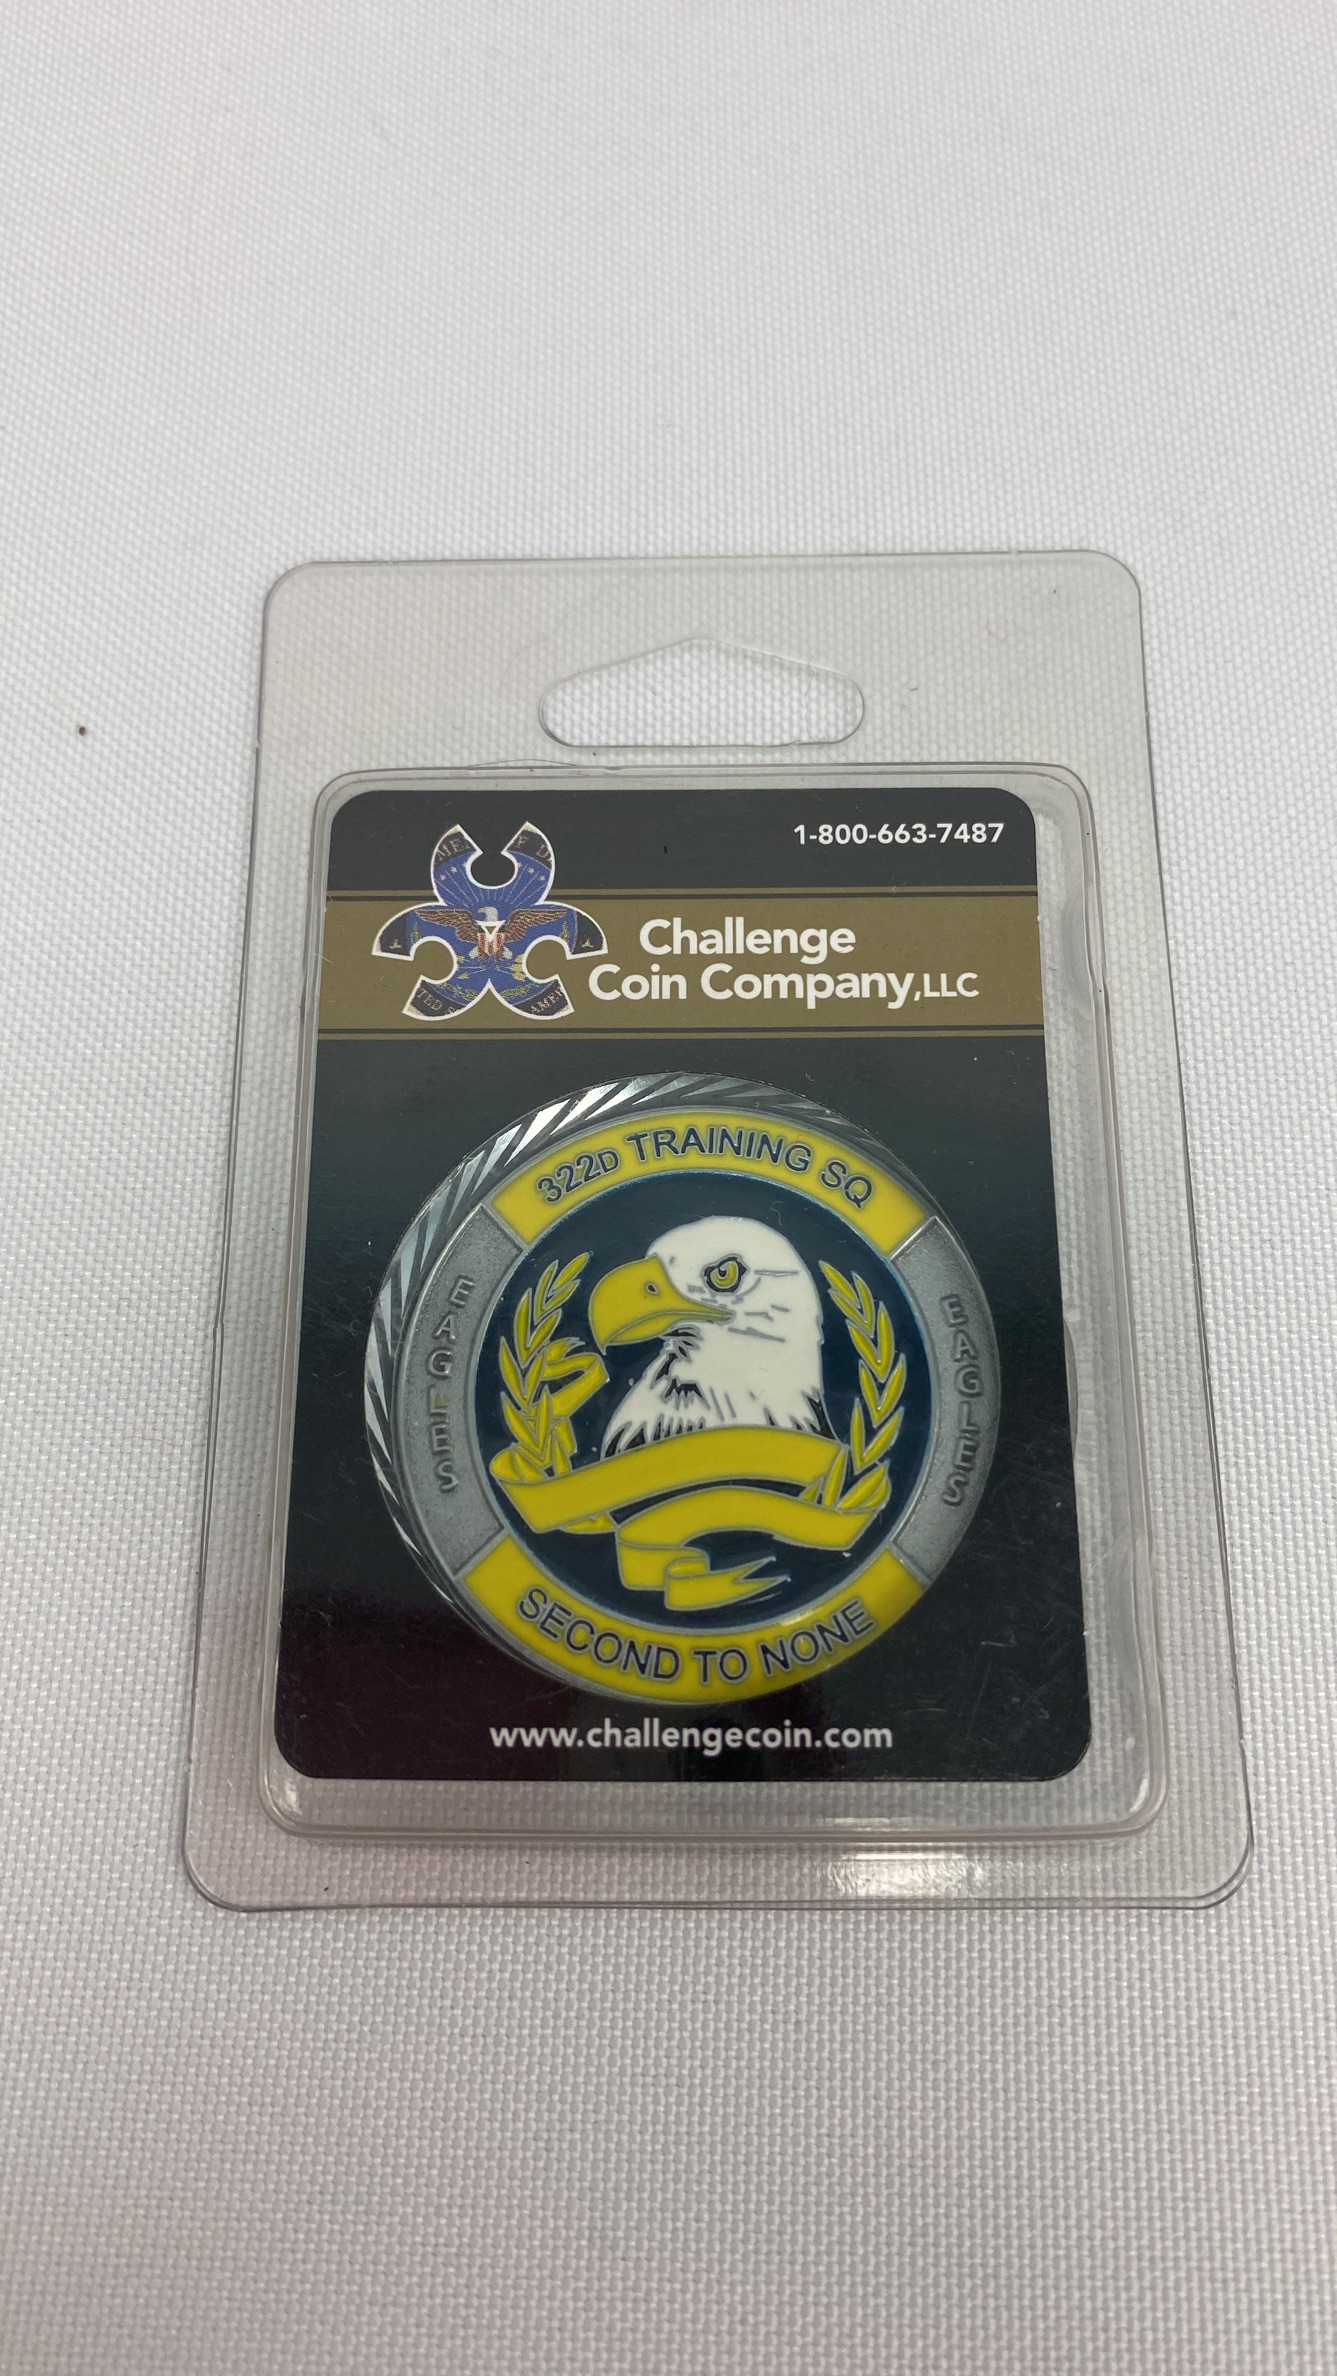 1-800-663-7487
Challenge
Coin Company,LLC
322D TRAINING SQ
EAGLES
EAGLES
SECOND TO NONE
www.challengecoin.com